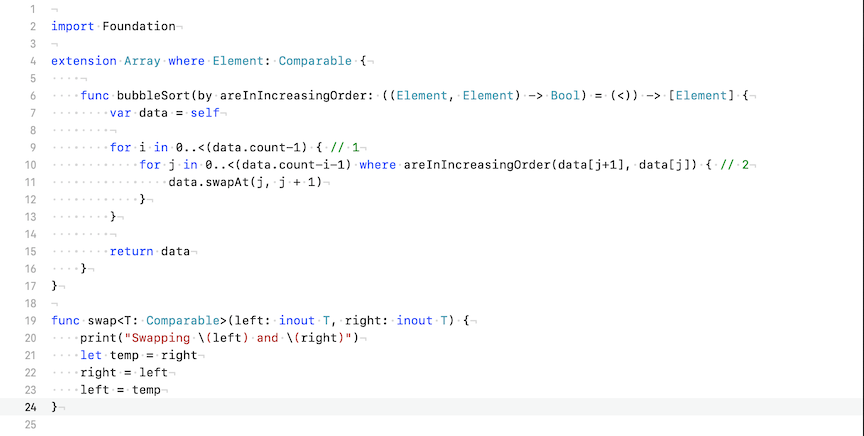 1
2 import Foundation
3
4 extension Array where Element: Comparable {
5
6     func bubbleSort(by areInIncreasingOrder: ((Element, Element) -> Bool) = (<)) -> [Element] {
7         var data = self
8
9         for i in 0..<(data.count-1) { // 1
10             for j in 0..<(data.count-i-1) where areInIncreasingOrder(data[j+1], data[j]) { // 2
11                 data.swapAt(j, j + 1)
12             }
13         }
14
15         return data
16     }
17 }
18
19 func swap<T: Comparable>(left: inout T, right: inout T) {
20     print("Swapping \(left) and \(right)")
21     let temp = right
22     right = left
23     left = temp
24 }
25